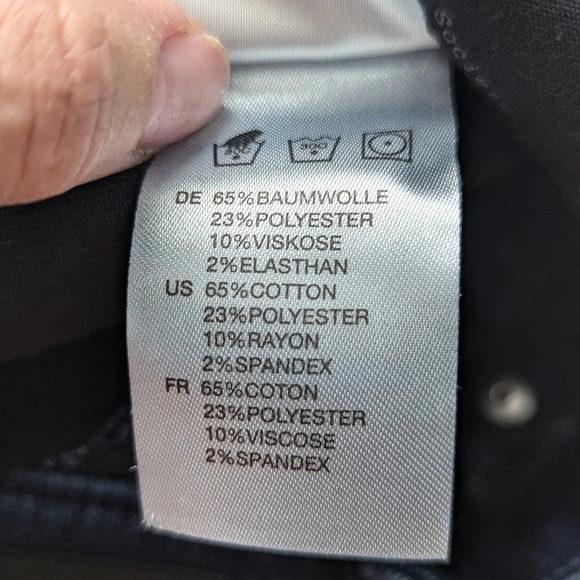 30C
DE 65%BAUMWOLLE
23%POLYESTER
10%VISKOSE
2%ELASTHAN
US 65%COTTON
23%POLYESTER
10%RAYON
2%SPANDEX
FR 65%COTON
23%POLYESTER
10%VISCOSE
2%SPANDEX